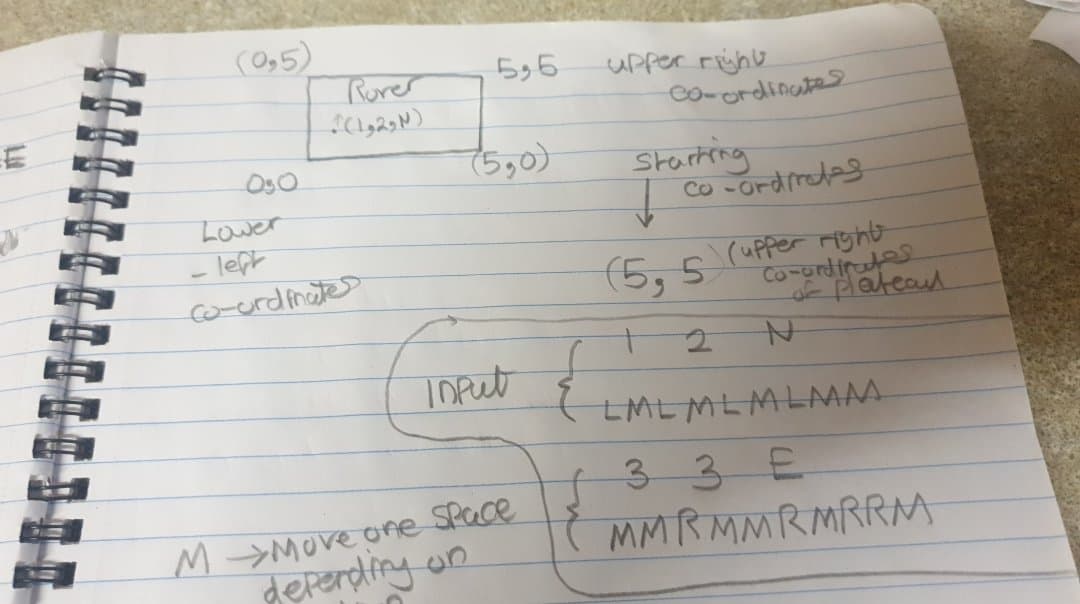 (0,5)
5,5 upper right
co-ordinates
Rover
↑(1,2,N)
(5,0)
0,0
Lower
- left
co-ordinates
Starting
co-ordinates
↓
(5, 5 (upper right
co-ordinates
of Plateau
Input
1 2 N
LMLMLMLMM
3 3 E
MMRMMRMRRM
M → Move one space
depending on
E